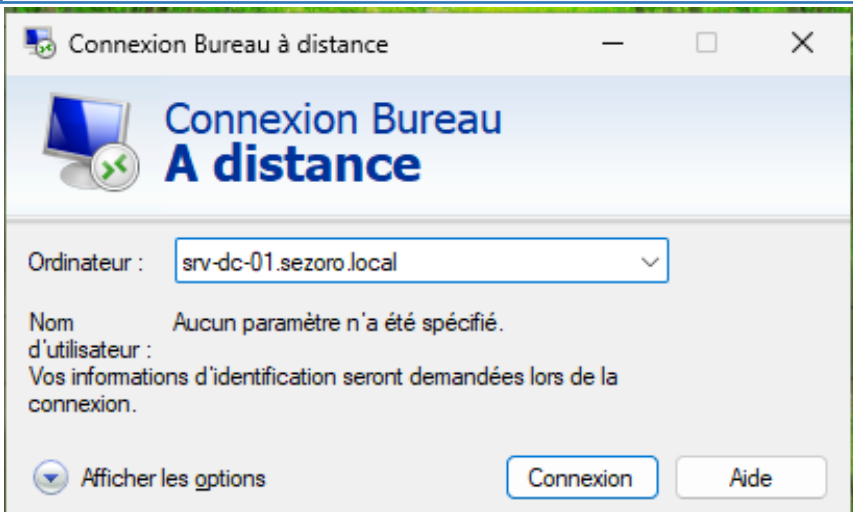 Connexion Bureau à distance
Connexion Bureau
A distance
Ordinateur :
srv-dc-01.sezoro.local
Nom
d'utilisateur :
Aucun paramètre n'a été spécifié.
Vos informations d'identification seront demandées lors de la
connexion.
Afficher les options
Connexion
Aide